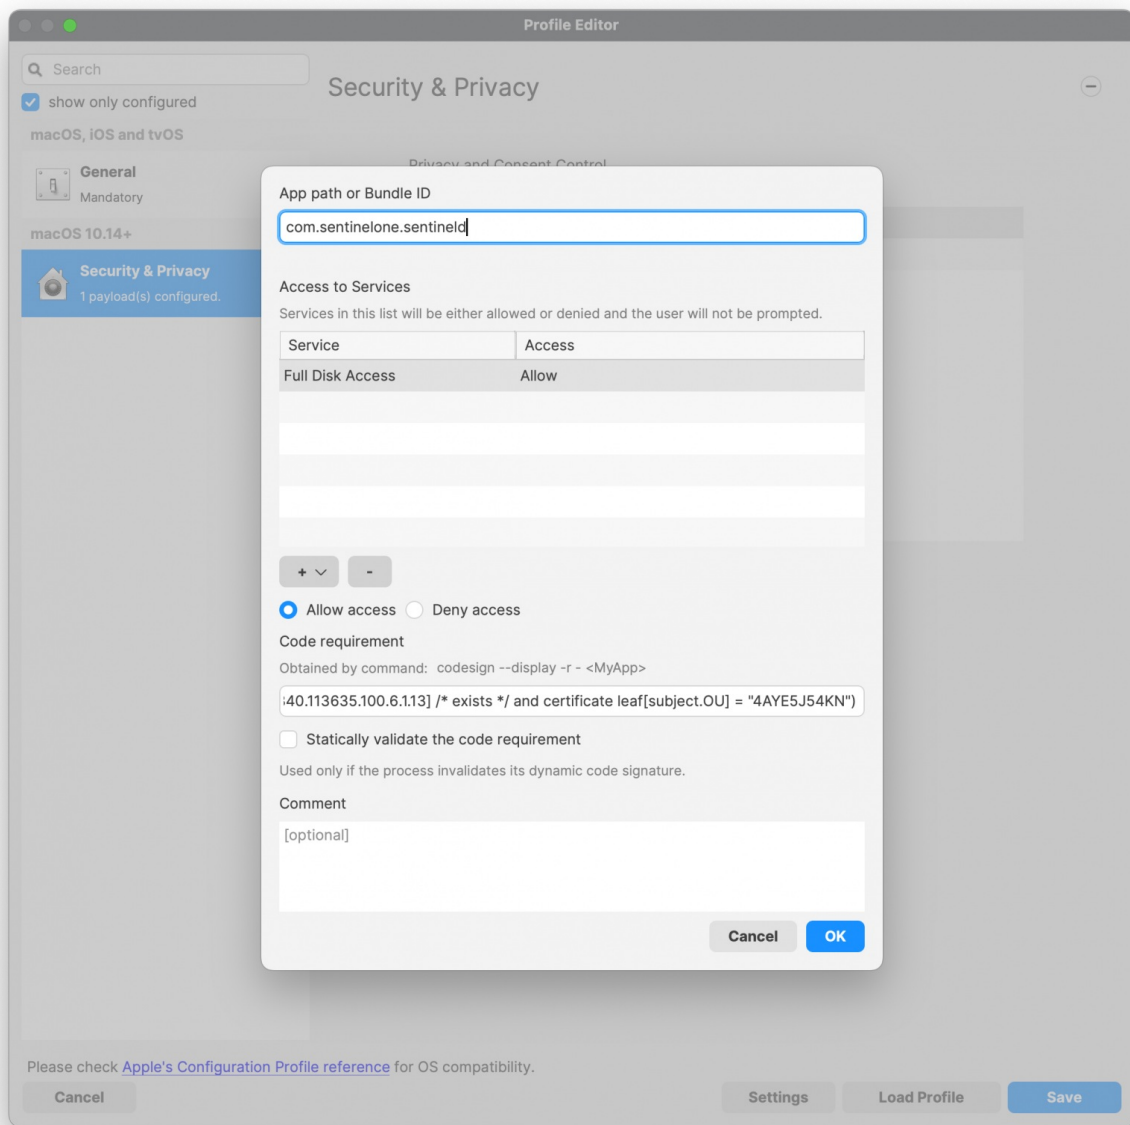 Profile Editor
Search
show only configured
Security & Privacy
macOS, iOS and tvOS
General
Mandatory
macOS 10.14+
Security & Privacy
1 payload(s) configured.
Privacy and Consent Control
App path or Bundle ID
com.sentinelone.sentineld
Access to Services
Services in this list will be either allowed or denied and the user will not be prompted.
Service Access
Full Disk Access Allow
+ -
Allow access Deny access
Code requirement
Obtained by command: codesign --display -r - <MyApp>
40.113635.100.6.1.13] /* exists */ and certificate leaf[subject.OU] = "4AYE5J54KN")
Statically validate the code requirement
Used only if the process invalidates its dynamic code signature.
Comment
[optional]
Cancel OK
Please check Apple's Configuration Profile reference for OS compatibility.
Cancel Settings Load Profile Save